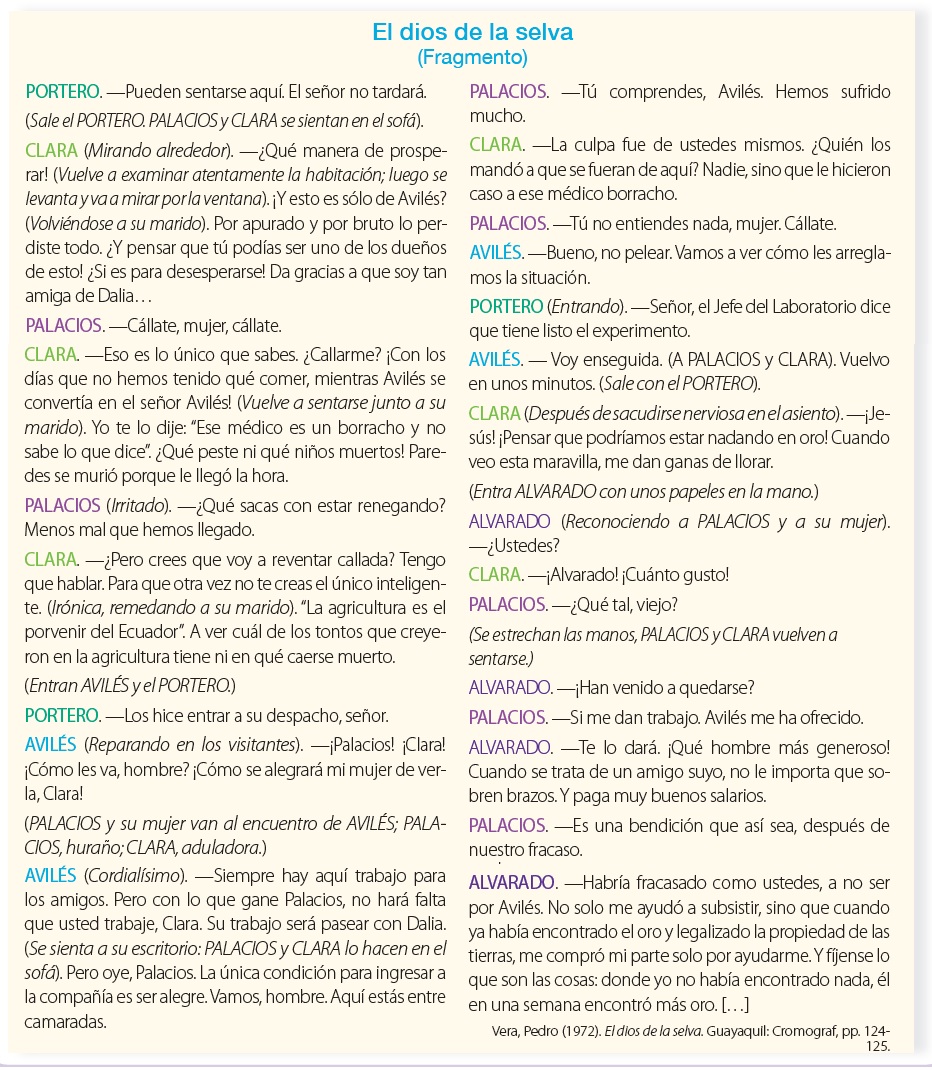 El dios de la selva
(Fragmento)
PORTERO. —Pueden sentarse aquí. El señor no tardará.
(Sale el PORTERO. PALACIOS y CLARA se sientan en el sofá).
CLARA (Mirando alrededor). —¿Qué manera de prospe-
rar! (Vuelve a examinar atentamente la habitación; luego se
levanta y va a mirar por la ventana). ¡Y esto es sólo de Avilés?
(Volviéndose a su marido). Por apurado y por bruto lo per-
diste todo. ¿Y pensar que tú podías ser uno de los dueños
de esto! ¿Si es para desesperarse! Da gracias a que soy tan
amiga de Dalia…
PALACIOS. —Cállate, mujer, cállate.
CLARA. —Eso es lo único que sabes. ¿Callarme? ¡Con los
días que no hemos tenido qué comer, mientras Avilés se
convertía en el señor Avilés! (Vuelve a sentarse junto a su
marido). Yo te lo dije: “Ese médico es un borracho y no
sabe lo que dice”. ¿Qué peste ni qué niños muertos! Pare-
des se murió porque le llegó la hora.
PALACIOS (Irritado). —¿Qué sacas con estar renegando?
Menos mal que hemos llegado.
CLARA. —¿Pero crees que voy a reventar callada? Tengo
que hablar. Para que otra vez no te creas el único inteligen-
te. (Irónica, remedando a su marido). “La agricultura es el
porvenir del Ecuador”. A ver cuál de los tontos que creye-
ron en la agricultura tiene ni en qué caerse muerto.
(Entran AVILÉS y el PORTERO.)
PORTERO. —Los hice entrar a su despacho, señor.
AVILÉS (Reparando en los visitantes). —¡Palacios! ¡Clara!
¡Cómo les va, hombre? ¡Cómo se alegrará mi mujer de ver-
la, Clara!
(PALACIOS y su mujer van al encuentro de AVILÉS; PALA-
CIOS, huraño; CLARA, aduladora.)
AVILÉS (Cordialísimo). —Siempre hay aquí trabajo para
los amigos. Pero con lo que gane Palacios, no hará falta
que usted trabaje, Clara. Su trabajo será pasear con Dalia.
(Se sienta a su escritorio: PALACIOS y CLARA lo hacen en el
sofá). Pero oye, Palacios. La única condición para ingresar a
la compañía es ser alegre. Vamos, hombre. Aquí estás entre
camaradas.
PALACIOS. —Tú comprendes, Avilés. Hemos sufrido
mucho.
CLARA. —La culpa fue de ustedes mismos. ¿Quién los
mandó a que se fueran de aquí? Nadie, sino que le hicieron
caso a ese médico borracho.
PALACIOS. —Tú no entiendes nada, mujer. Cállate.
AVILÉS. —Bueno, no pelear. Vamos a ver cómo les arregla-
mos la situación.
PORTERO (Entrando). —Señor, el Jefe del Laboratorio dice
que tiene listo el experimento.
AVILÉS. — Voy enseguida. (A PALACIOS y CLARA). Vuelvo
en unos minutos. (Sale con el PORTERO).
CLARA (Después de sacudirse nerviosa en el asiento). —¡Je-
sús! ¡Pensar que podríamos estar nadando en oro! Cuando
veo esta maravilla, me dan ganas de llorar.
(Entra ALVARADO con unos papeles en la mano.)
ALVARADO (Reconociendo a PALACIOS y a su mujer).
—¿Ustedes?
CLARA. —¡Alvarado! ¡Cuánto gusto!
PALACIOS. —¿Qué tal, viejo?
(Se estrechan las manos, PALACIOS y CLARA vuelven a
sentarse.)
ALVARADO. —¡Han venido a quedarse?
PALACIOS. —Si me dan trabajo. Avilés me ha ofrecido.
ALVARADO. —Te lo dará. ¡Qué hombre más generoso!
Cuando se trata de un amigo suyo, no le importa que so-
bren brazos. Y paga muy buenos salarios.
PALACIOS. —Es una bendición que así sea, después de
nuestro fracaso.
ALVARADO. —Habría fracasado como ustedes, a no ser
por Avilés. No solo me ayudó a subsistir, sino que cuando
ya había encontrado el oro y legalizado la propiedad de las
tierras, me compró mi parte solo por ayudarme. Y fíjense lo
que son las cosas: donde yo no había encontrado nada, él
en una semana encontró más oro. […]
Vera, Pedro (1972). El dios de la selva. Guayaquil: Cromograf, pp. 124-
125.